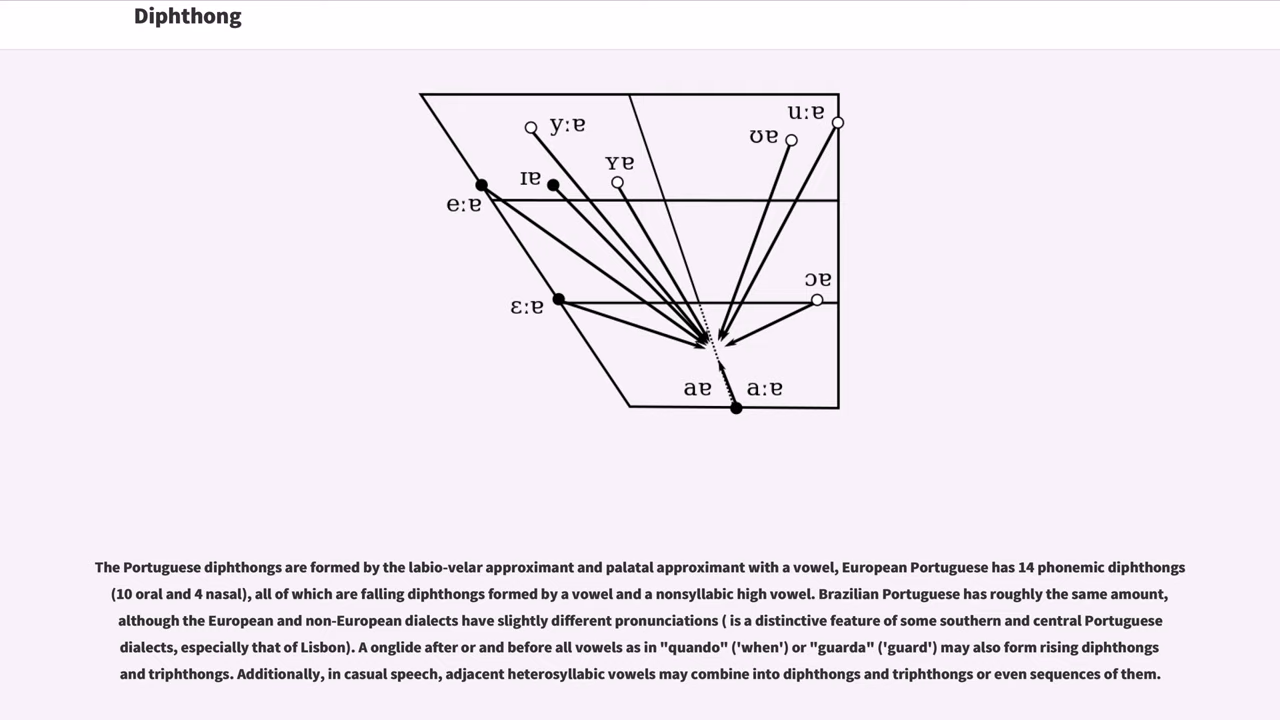 Diphthong
u:ɐ
y:ɐ
ʊɐ
ʏɐ
ɪɐ
e:ɐ
ɔɐ
ɛ:ɐ
aɐ a:ɐ
The Portuguese diphthongs are formed by the labio-velar approximant and palatal approximant with a vowel, European Portuguese has 14 phonemic diphthongs
(10 oral and 4 nasal), all of which are falling diphthongs formed by a vowel and a nonsyllabic high vowel. Brazilian Portuguese has roughly the same amount,
although the European and non-European dialects have slightly different pronunciations ( is a distinctive feature of some southern and central Portuguese
dialects, especially that of Lisbon). A onglide after or and before all vowels as in "quando" ('when') or "guarda" ('guard') may also form rising diphthongs
and triphthongs. Additionally, in casual speech, adjacent heterosyllabic vowels may combine into diphthongs and triphthongs or even sequences of them.